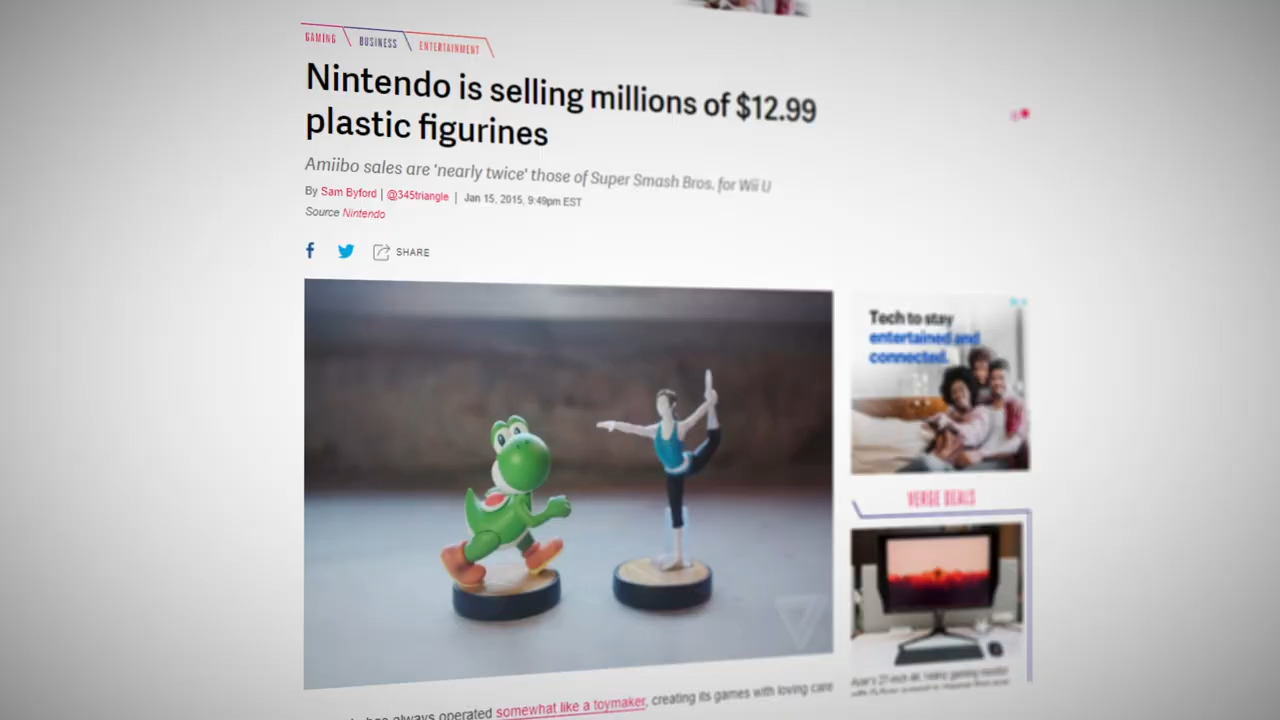 GAMING BUSINESS ENTERTAINMENT
Nintendo is selling millions of $12.99
plastic figurines
Amiibo sales are 'nearly twice' those of Super Smash Bros. for Wii U
By Sam Byford | @345triangle | Jan 15, 2015, 9:49pm EST
Source Nintendo
SHARE
Tech to stay
entertained and
connected.
VERGE DEALS
always operated somewhat like a toymaker, creating its games with loving care